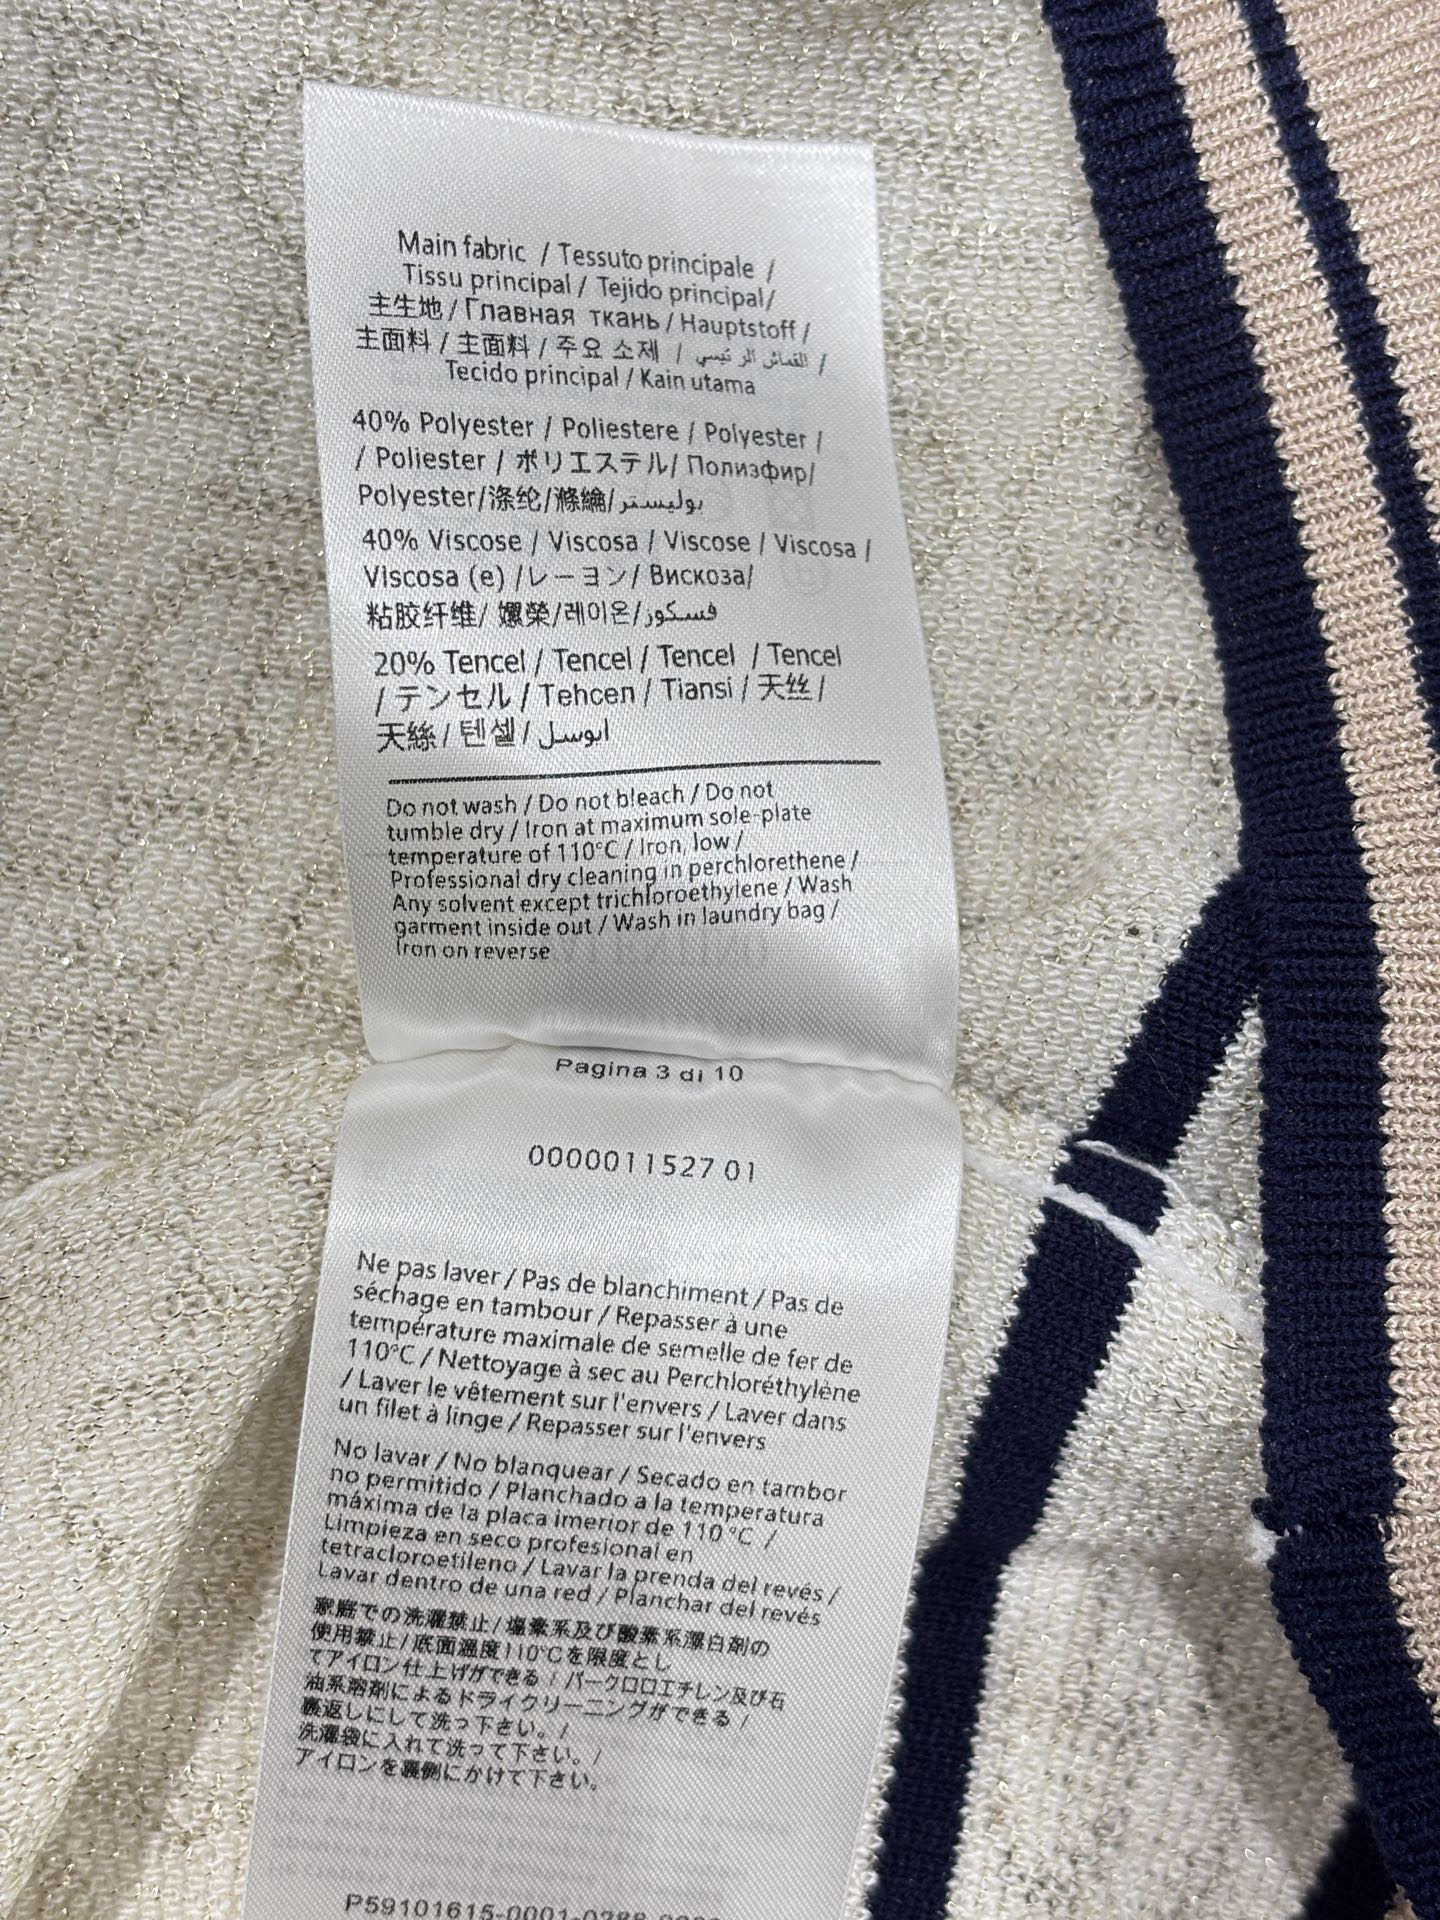 Main fabric / Tessuto principale /
Tissu principal / Tejido principal/
主生地 / Главная ткань / Hauptstoff /
主面料 / 主面料 / 주요 소재 / القماش الرئيسي /
Tecido principal / Kain utama
40% Polyester / Poliestere / Polyester /
/ Poliester / ポリエステル/ Полиэфир/
Polyester/涤纶/滌綸/بوليستر
40% Viscose / Viscosa / Viscose / Viscosa /
Viscosa (e) /レーヨン/ Вискоза/
粘胶纤维/ 嫘縈/레이온/فسكوز
20% Tencel / Tencel / Tencel / Tencel
/ テンセル / Tehcen / Tiansi / 天丝 /
天絲 / 텐셀 /
Do not wash / Do not bleach / Do not
tumble dry / Iron at maximum sole-plate
temperature of 110°C / Iron, low /
Professional dry cleaning in perchlorethene /
Any solvent except trichloroethylene / Wash
garment inside out / Wash in laundry bag /
Iron on reverse
Pagina 3 di 10
0000011527 01
Ne pas laver / Pas de blanchiment / Pas de
séchage en tambour / Repasser à une
température maximale de semelle de fer de
110°C / Nettoyage à sec au Perchloréthylène
/ Laver le vêtement sur l'envers / Laver dans
un filet à linge / Repasser sur l'envers
No lavar / No blanquear / Secado en tambor
no permitido / Planchado a la temperatura
máxima de la placa imerior de 110 °C /
Limpieza en seco profesional en
tetracloroetileno / Lavar la prenda del revés /
Lavar dentro de una red / Planchar del revés
家庭での洗濯禁止/塩素系及び酸素系漂白剤の
使用禁止/底面温度110℃を限度とし
てアイロン仕上げができる / パークロロエチレン及び石
油系溶剤によるドライクリーニングができる /
裏返しにして洗っ下さい。/
洗濯袋に入れて洗って下さい。/
アイロンを裏側にかけて下さい。
P59101615-0001-0288-